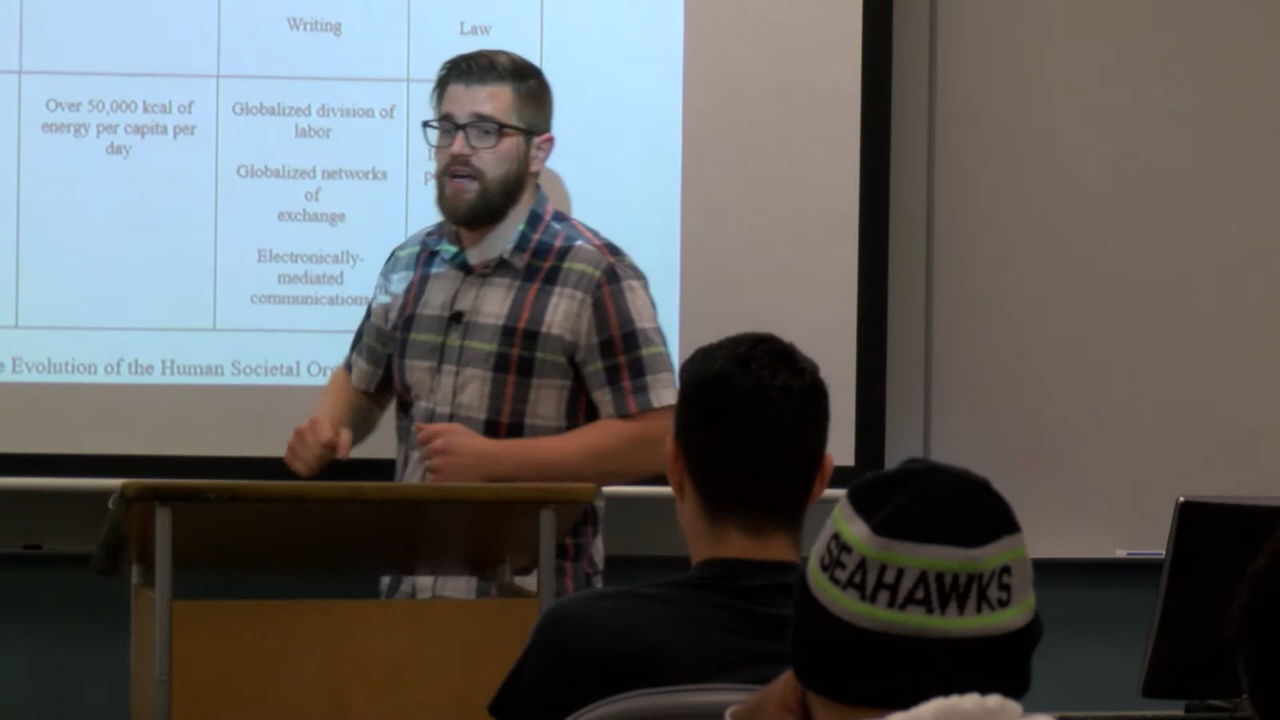 Writing
Law
Over 50,000 kcal of
energy per capita per
day
Globalized division of
labor
Globalized networks
of
exchange
Electronically-
mediated
communications
Evolution of the Human Societal
SEAHAWKS